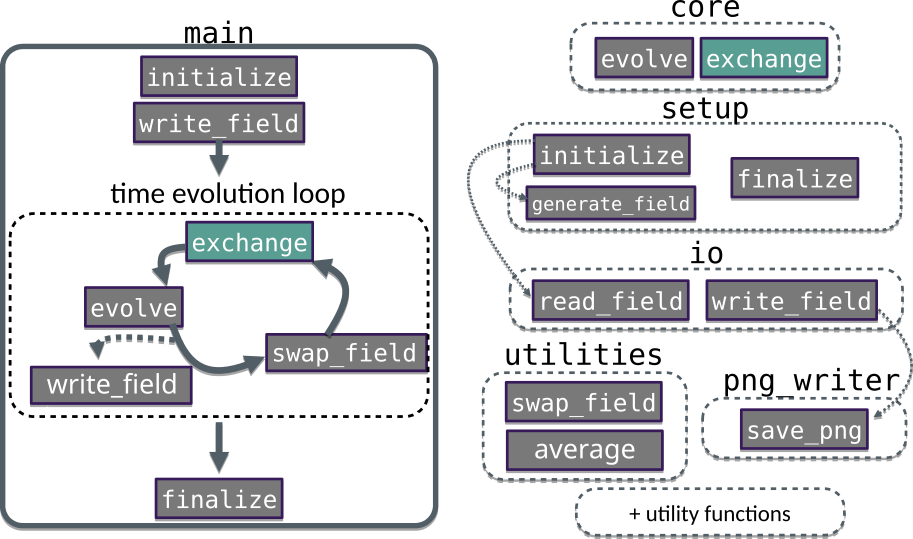 main
initialize
write_field
time evolution loop
exchange
evolve
swap_field
write_field
finalize
core
evolve exchange
setup
initialize
finalize
generate_field
io
read_field write_field
utilities
swap_field
average
png_writer
save_png
+ utility functions